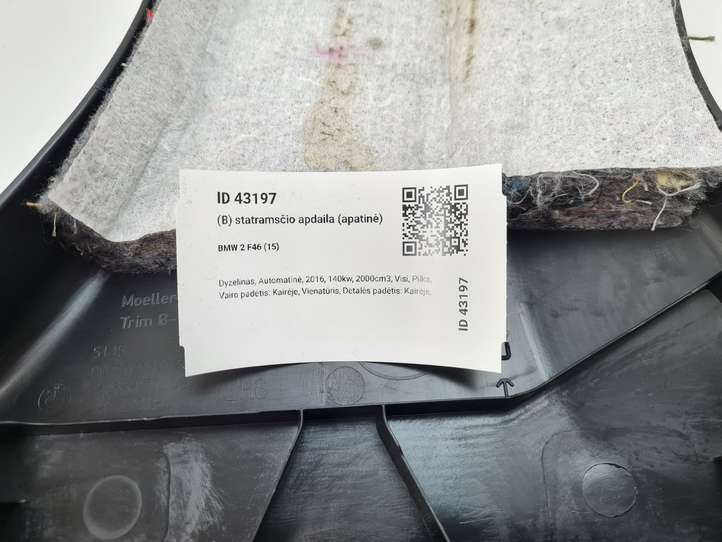 ID 43197
(B) statramsčio apdaila (apatinė)
BMW 2 F46 (15)
Dyzelinas, Automatinė, 2016, 140kw, 2000cm3, Visi, Pilka,
Vairo padėtis: Kairėje, Vienatūris, Detalės padėtis: Kairėje,
ID 43197
Moeller-
Trim B-